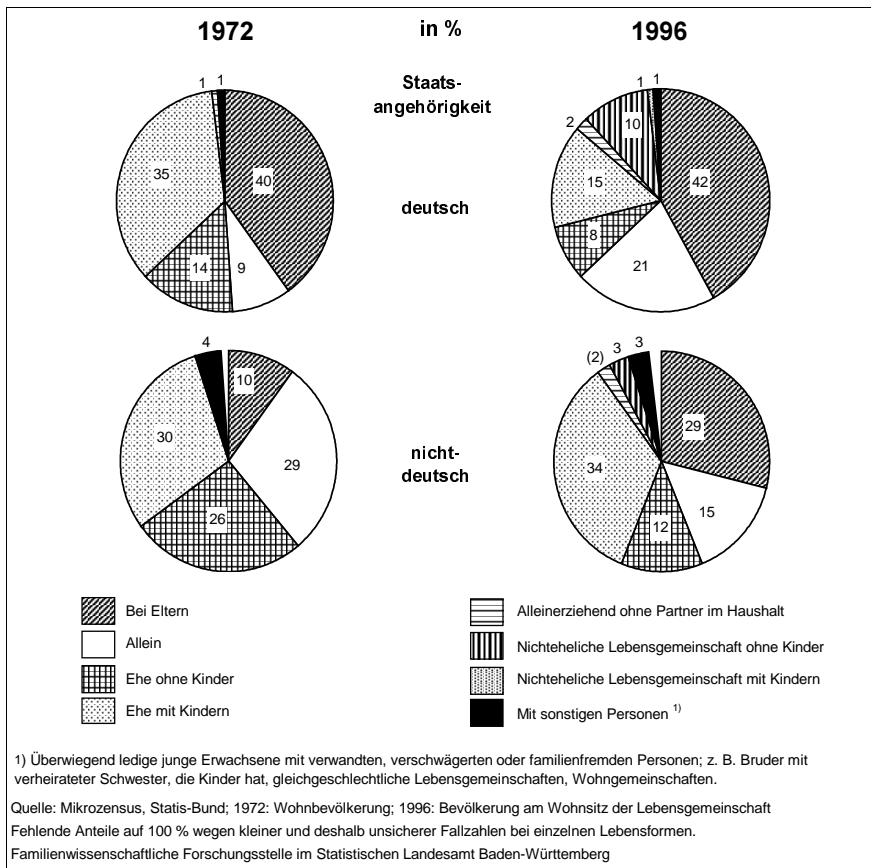 1972 in % 1996
Staats-
angehörigkeit
1 1
35
40
14
9
deutsch
1 1
2
10
15
42
8
21
4
10
30
29
26
nicht-
deutsch
(2) 3 3
29
34
15
12
Bei Eltern
Allein
Ehe ohne Kinder
Ehe mit Kindern
Alleinerziehend ohne Partner im Haushalt
Nichteheliche Lebensgemeinschaft ohne Kinder
Nichteheliche Lebensgemeinschaft mit Kindern
Mit sonstigen Personen 1)
1) Überwiegend ledige junge Erwachsene mit verwandten, verschwägerten oder familienfremden Personen; z. B. Bruder mit
verheirateter Schwester, die Kinder hat, gleichgeschlechtliche Lebensgemeinschaften, Wohngemeinschaften.
Quelle: Mikrozensus, Statis-Bund; 1972: Wohnbevölkerung; 1996: Bevölkerung am Wohnsitz der Lebensgemeinschaft
Fehlende Anteile auf 100 % wegen kleiner und deshalb unsicherer Fallzahlen bei einzelnen Lebensformen.
Familienwissenschaftliche Forschungsstelle im Statistischen Landesamt Baden-Württemberg